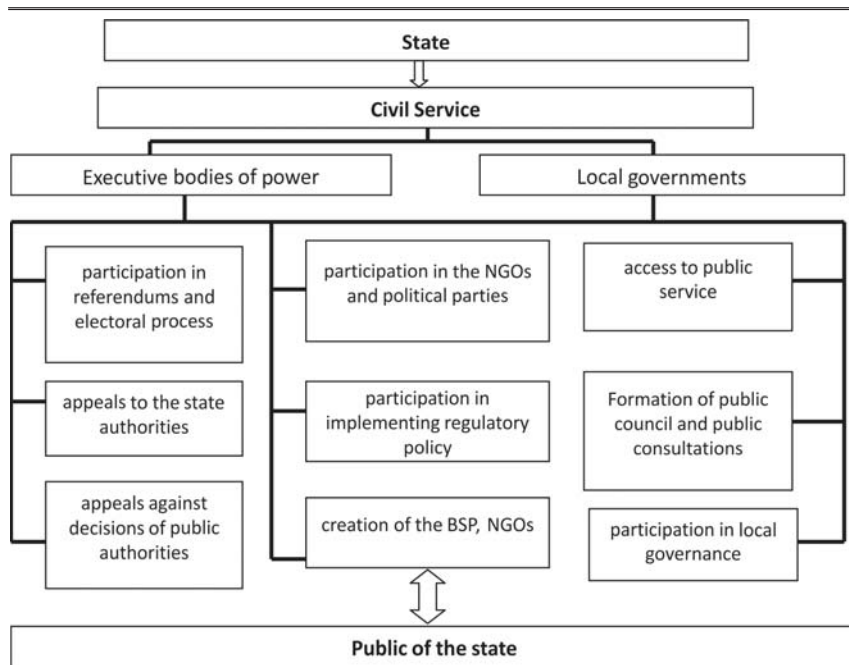 State
Civil Service
Executive bodies of power
Local governments
participation in
referendums and
electoral process
participation in the NGOs
and political parties
access to public
service
appeals to the state
authorities
participation in
implementing regulatory
policy
Formation of public
council and public
consultations
appeals against
decisions of public
authorities
creation of the BSP, NGOs
participation in local
governance
Public of the state